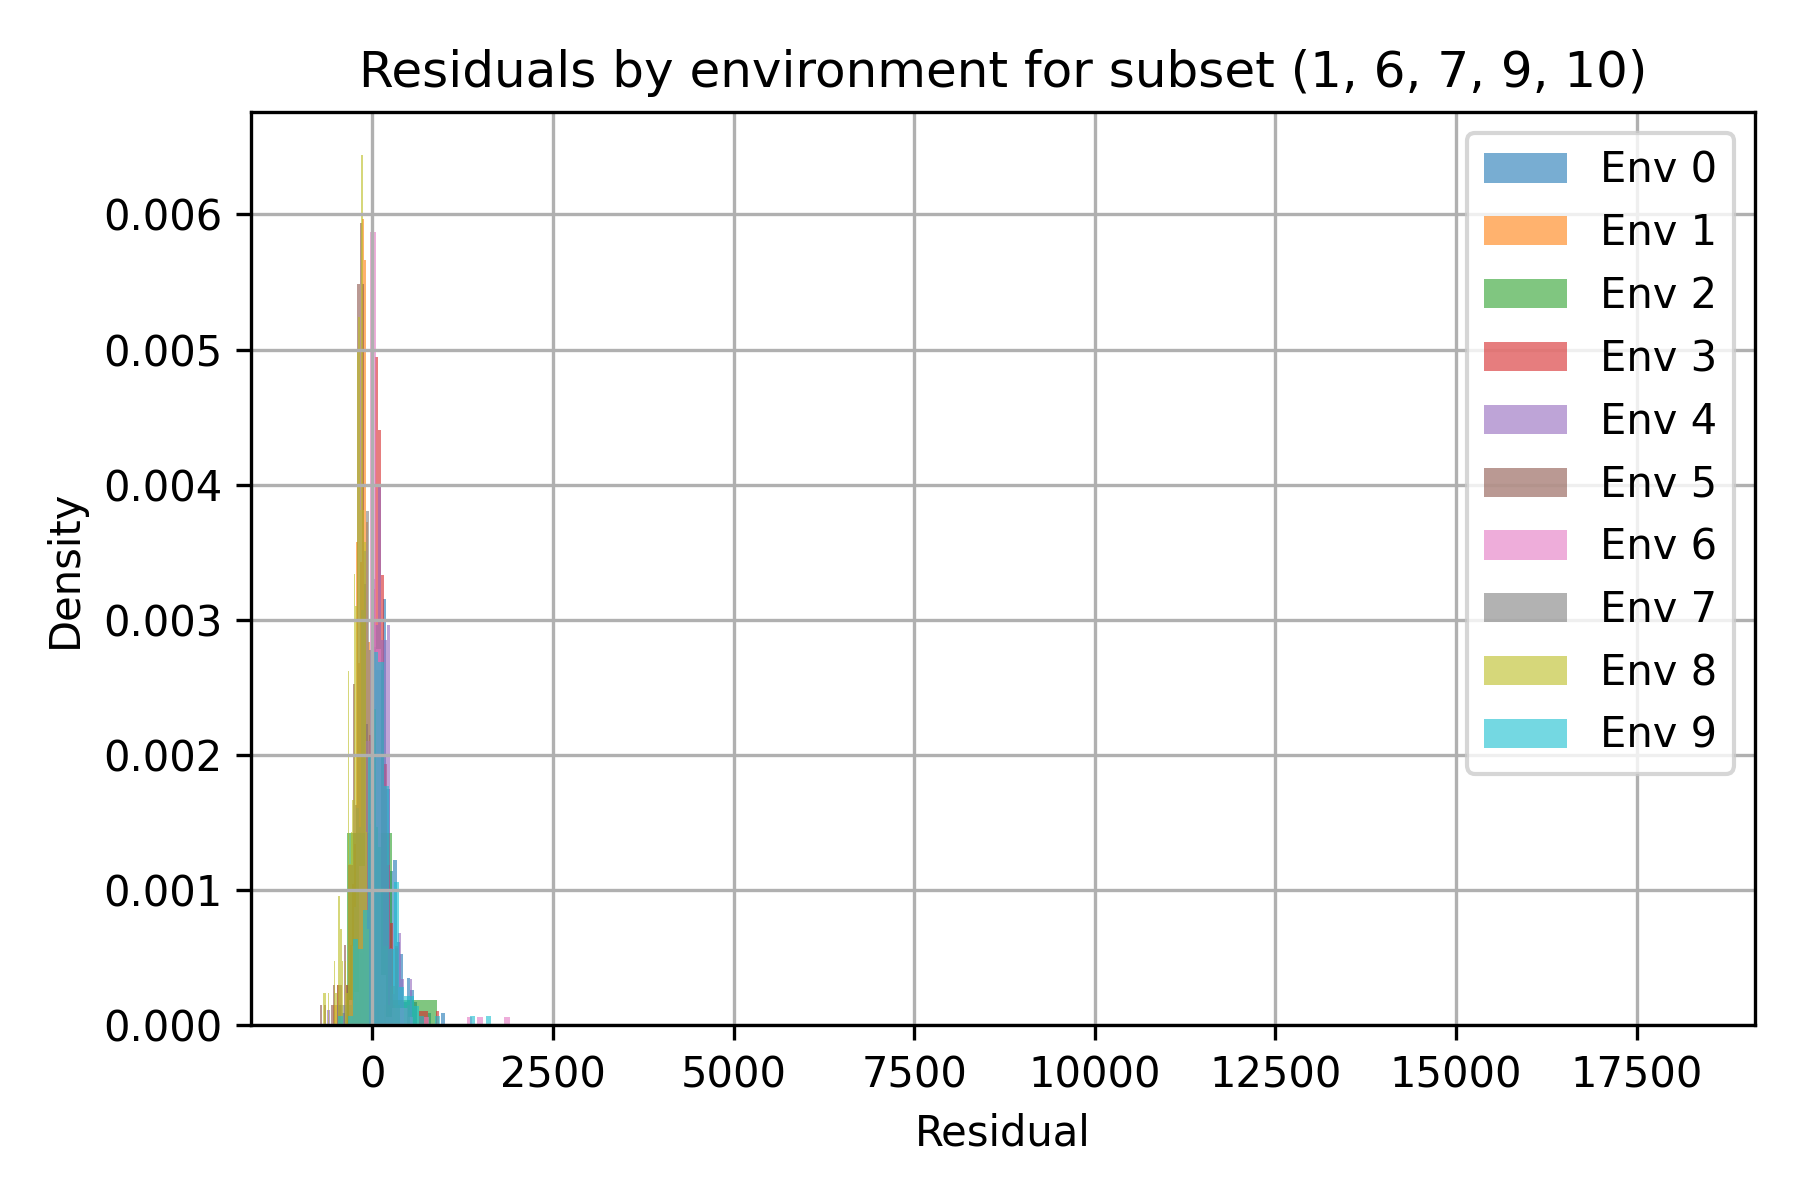 Residuals by environment for subset (1, 6, 7, 9, 10)
Env 0
Env 1
Env 2
Env 3
Env 4
Env 5
Env 6
Env 7
Env 8
Env 9
0.006
0.005
0.004
0.003
0.002
0.001
0.000
Density
0 2500 5000 7500 10000 12500 15000 17500
Residual